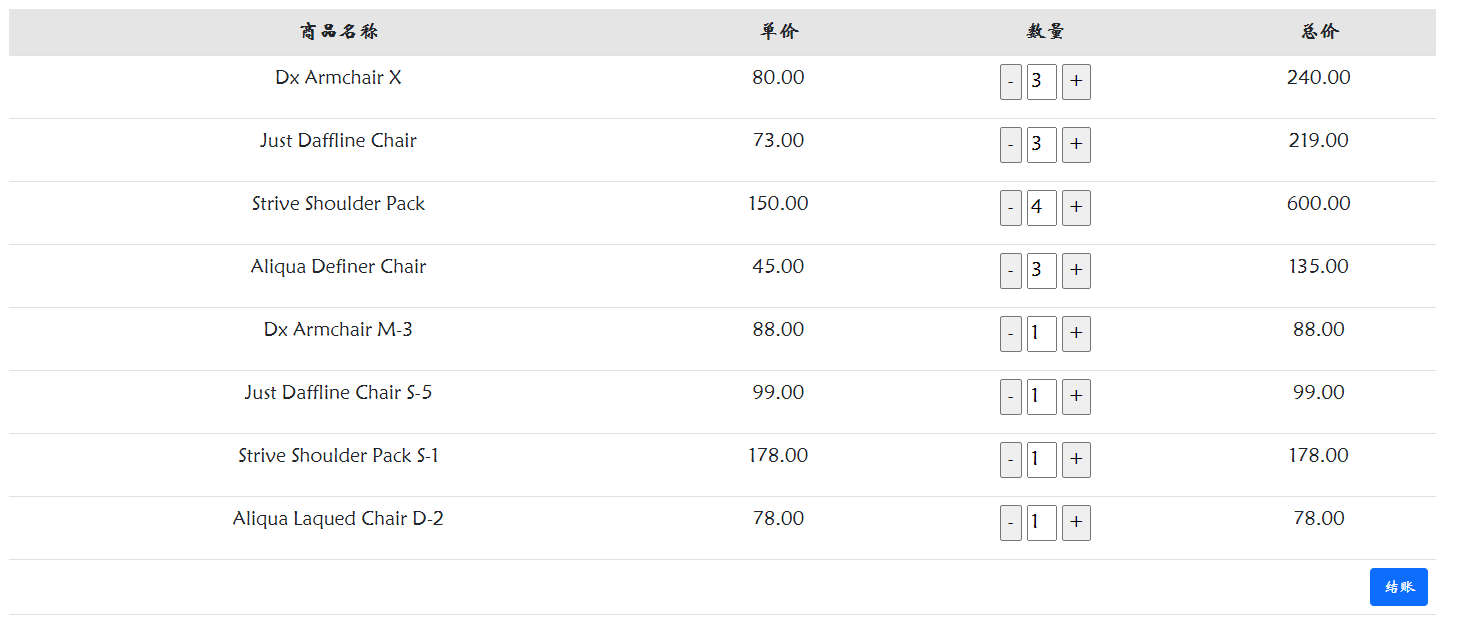 商品名称 单价 数量 总价
Dx Armchair X 80.00 - 3 + 240.00
Just Daffline Chair 73.00 - 3 + 219.00
Strive Shoulder Pack 150.00 - 4 + 600.00
Aliqua Definer Chair 45.00 - 3 + 135.00
Dx Armchair M-3 88.00 - 1 + 88.00
Just Daffline Chair S-5 99.00 - 1 + 99.00
Strive Shoulder Pack S-1 178.00 - 1 + 178.00
Aliqua Laqued Chair D-2 78.00 - 1 + 78.00
结账